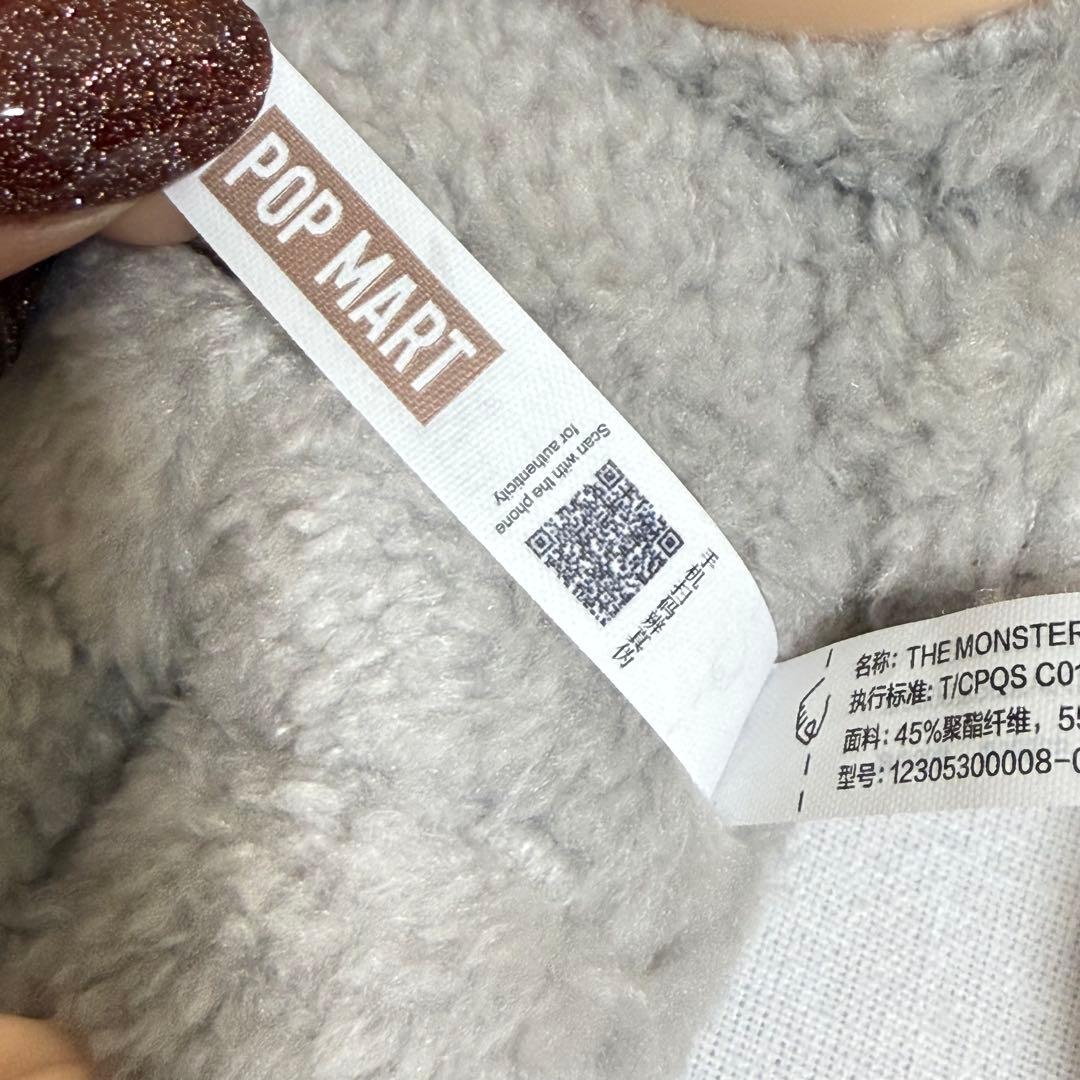 POP MART
Scan with the phone
for authenticity
手机扫码辨真伪
名称: THE MONSTER
执行标准: T/CPQS C01
面料: 45%聚酯纤维, 55
型号: 12305300008-0